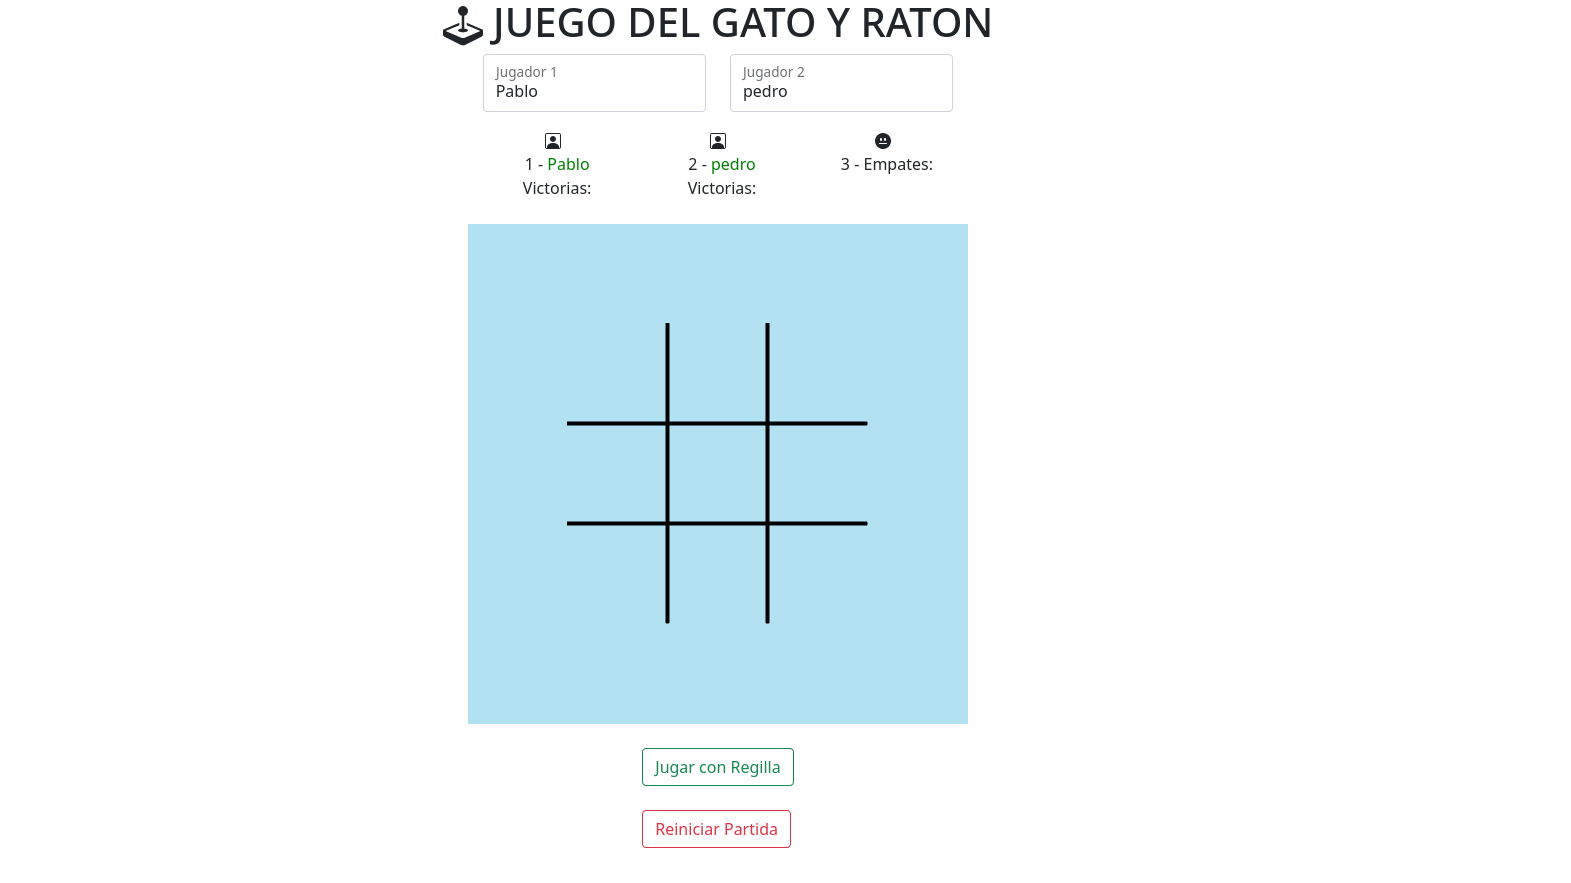 JUEGO DEL GATO Y RATON
Jugador 1
Pablo
Jugador 2
pedro
1 - Pablo
Victorias:
2 - pedro
Victorias:
3 - Empates:
Jugar con Regilla
Reiniciar Partida